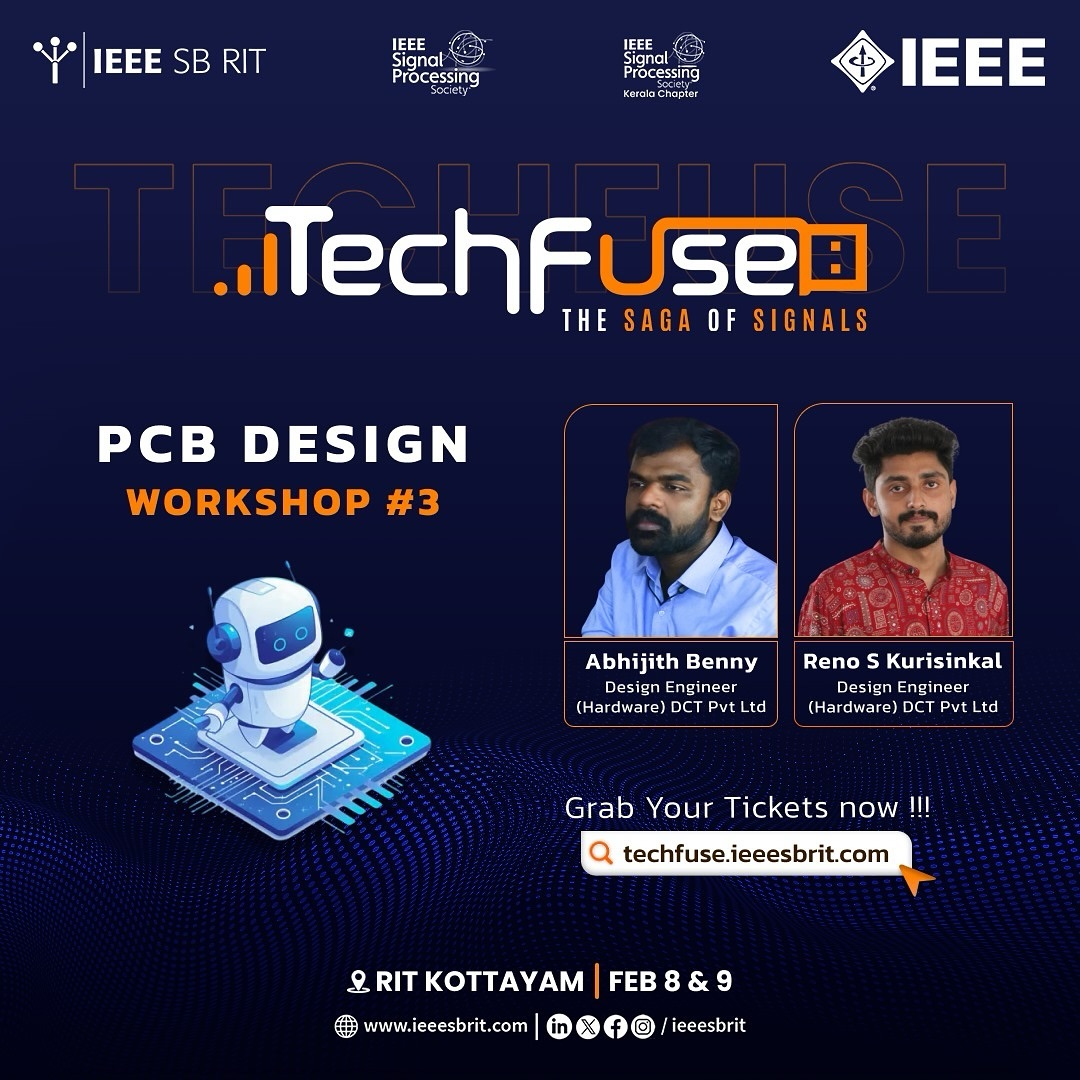 IEEE SB RIT
IEEE
Signal
Processing
Society
IEEE
Signal
Processing
Society
Kerala Chapter
IEEE
TECHFUSE
Techfuse
THE SAGA OF SIGNALS
PCB DESIGN
WORKSHOP #3
Abhijith Benny
Design Engineer
(Hardware) DCT Pvt Ltd
Reno S Kurisinkal
Design Engineer
(Hardware) DCT Pvt Ltd
Grab Your Tickets now !!!
techfuse.ieeesbrit.com
RIT KOTTAYAM | FEB 8 & 9
www.ieeesbrit.com | in X f / ieeesbrit